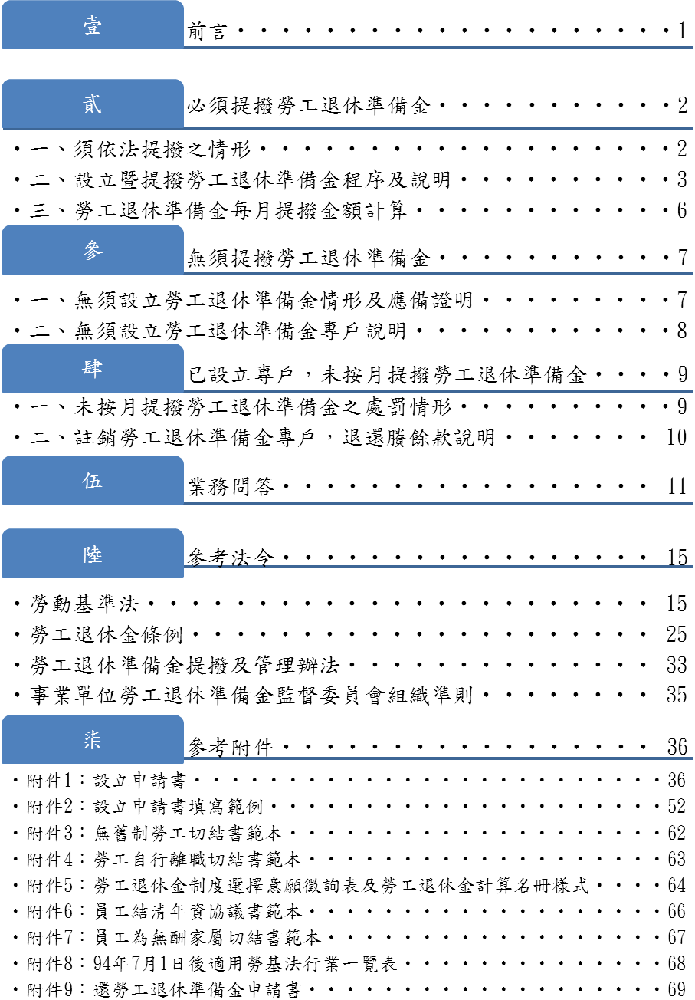 壹 前言・・・・・・・・・・・・・・・・・・・・1
貳 必須提撥勞工退休準備金・・・・・・・・・・・・2
・一、須依法提撥之情形・・・・・・・・・・・・・・・・・・・2
・二、設立暨提撥勞工退休準備金程序及說明・・・・・・・・・・3
・三、勞工退休準備金每月提撥金額計算・・・・・・・・・・・・6
參 無須提撥勞工退休準備金・・・・・・・・・・・7
・一、無須設立勞工退休準備金情形及應備證明・・・・・・・・・7
・二、無須設立勞工退休準備金專戶說明・・・・・・・・・・・・8
肆 已設立專戶，未按月提撥勞工退休準備金・・・・9
・一、未按月提撥勞工退休準備金之處罰情形・・・・・・・・・・9
・二、註銷勞工退休準備金專戶，退還賸餘款說明・・・・・・・ 10
伍 業務問答・・・・・・・・・・・・・・・・・ 11
陸 參考法令・・・・・・・・・・・・・・・・・ 15
・勞動基準法・・・・・・・・・・・・・・・・・・・・・・・ 15
・勞工退休金條例・・・・・・・・・・・・・・・・・・・・・ 25
・勞工退休準備金提撥及管理辦法・・・・・・・・・・・・・・ 33
・事業單位勞工退休準備金監督委員會組織準則・・・・・・・・ 35
柒 參考附件・・・・・・・・・・・・・・・・・ 36
・附件1：設立申請書・・・・・・・・・・・・・・・・・・・・・36
・附件2：設立申請書填寫範例・・・・・・・・・・・・・・・・・・52
・附件3：無舊制勞工切結書範本・・・・・・・・・・・・・・・・・62
・附件4：勞工自行離職切結書範本・・・・・・・・・・・・・・・・63
・附件5：勞工退休金制度選擇意願徵詢表及勞工退休金計算名冊樣式・・・・64
・附件6：員工結清年資協議書範本・・・・・・・・・・・・・・・・66
・附件7：員工為無酬家屬切結書範本・・・・・・・・・・・・・・・67
・附件8：94年7月1日後適用勞基法行業一覽表・・・・・・・・・・・・68
・附件9：還勞工退休準備金申請書・・・・・・・・・・・・・・・・69